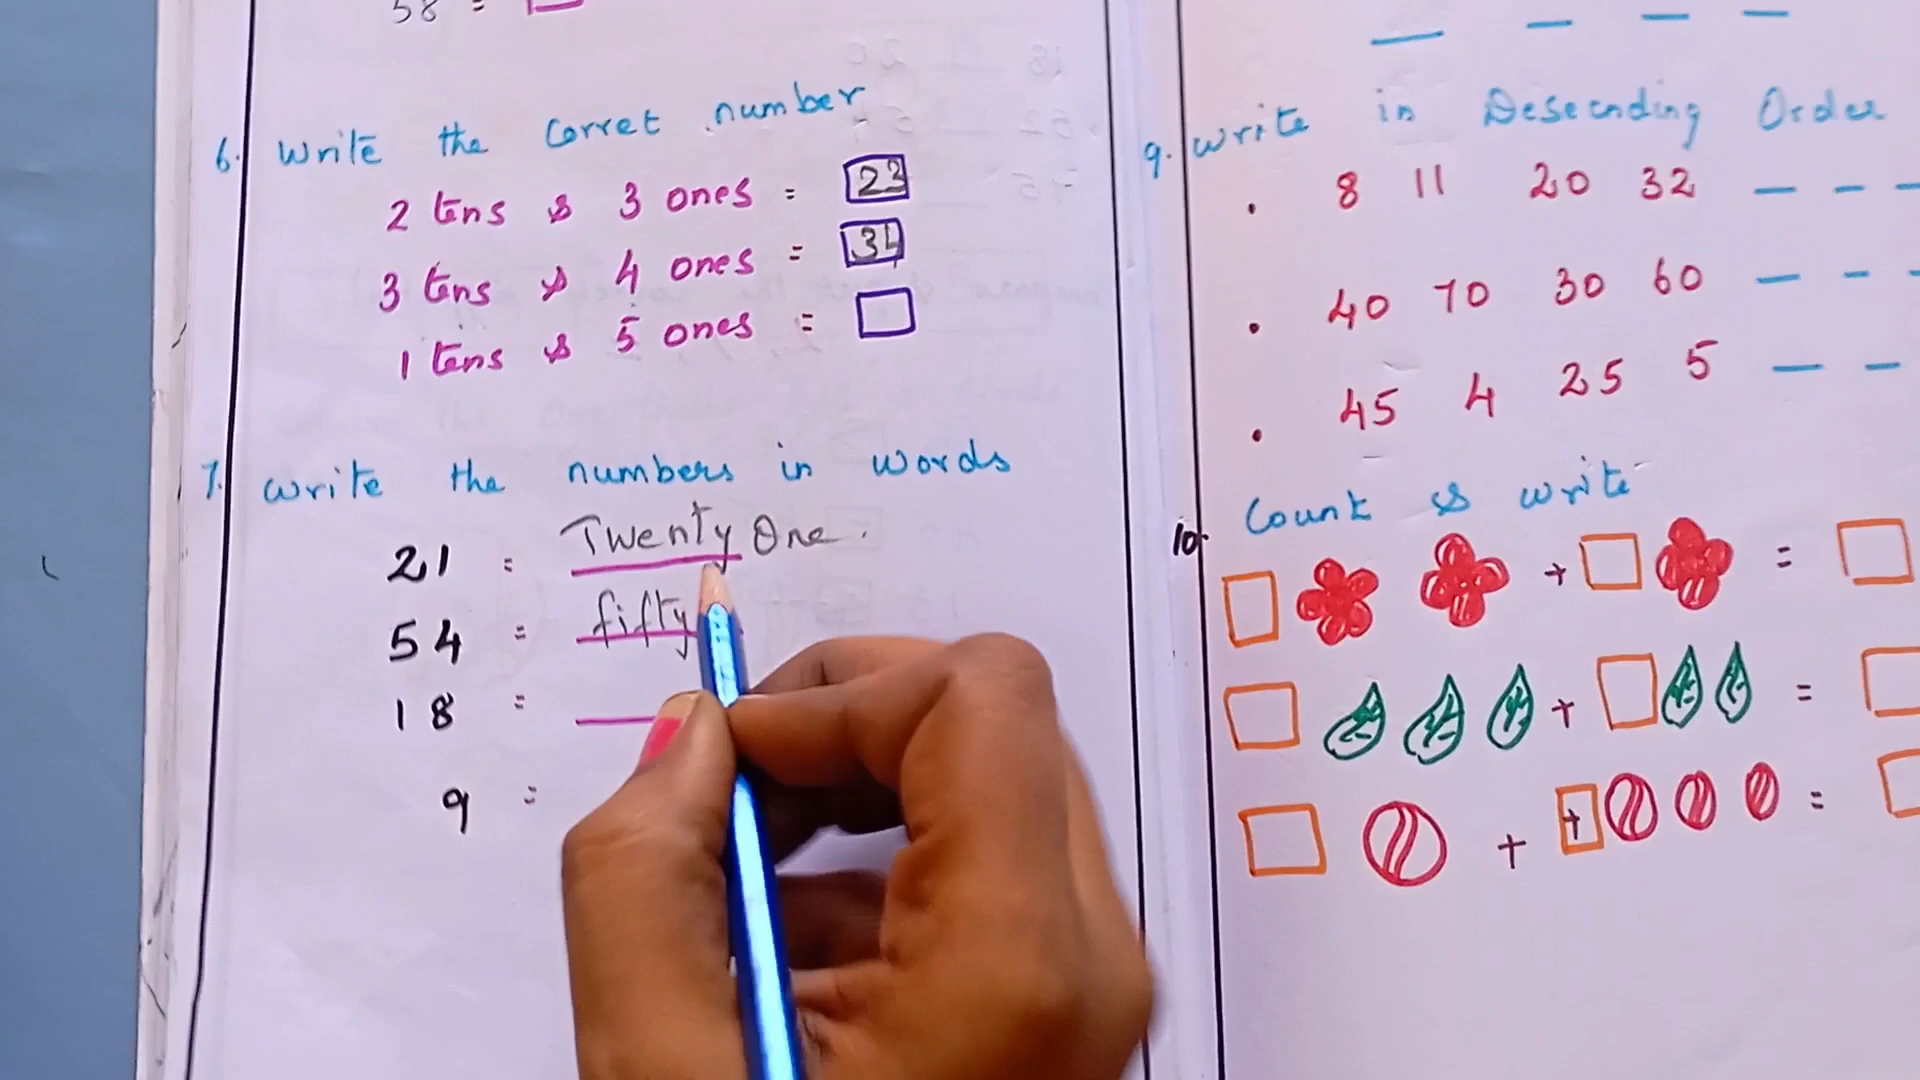 58 =
6. Write the Corret number
2 tens & 3 ones = 23
3 tens & 4 ones = 34
1 tens & 5 ones =
7. Write the numbers in words
21 = Twenty One.
54 = fifty
18 =
9 =
9. Write in Desending Order
. 8 11 20 32
. 40 70 30 60
. 45 4 25 5
10. Count & write
+ =
+ =
+ + =